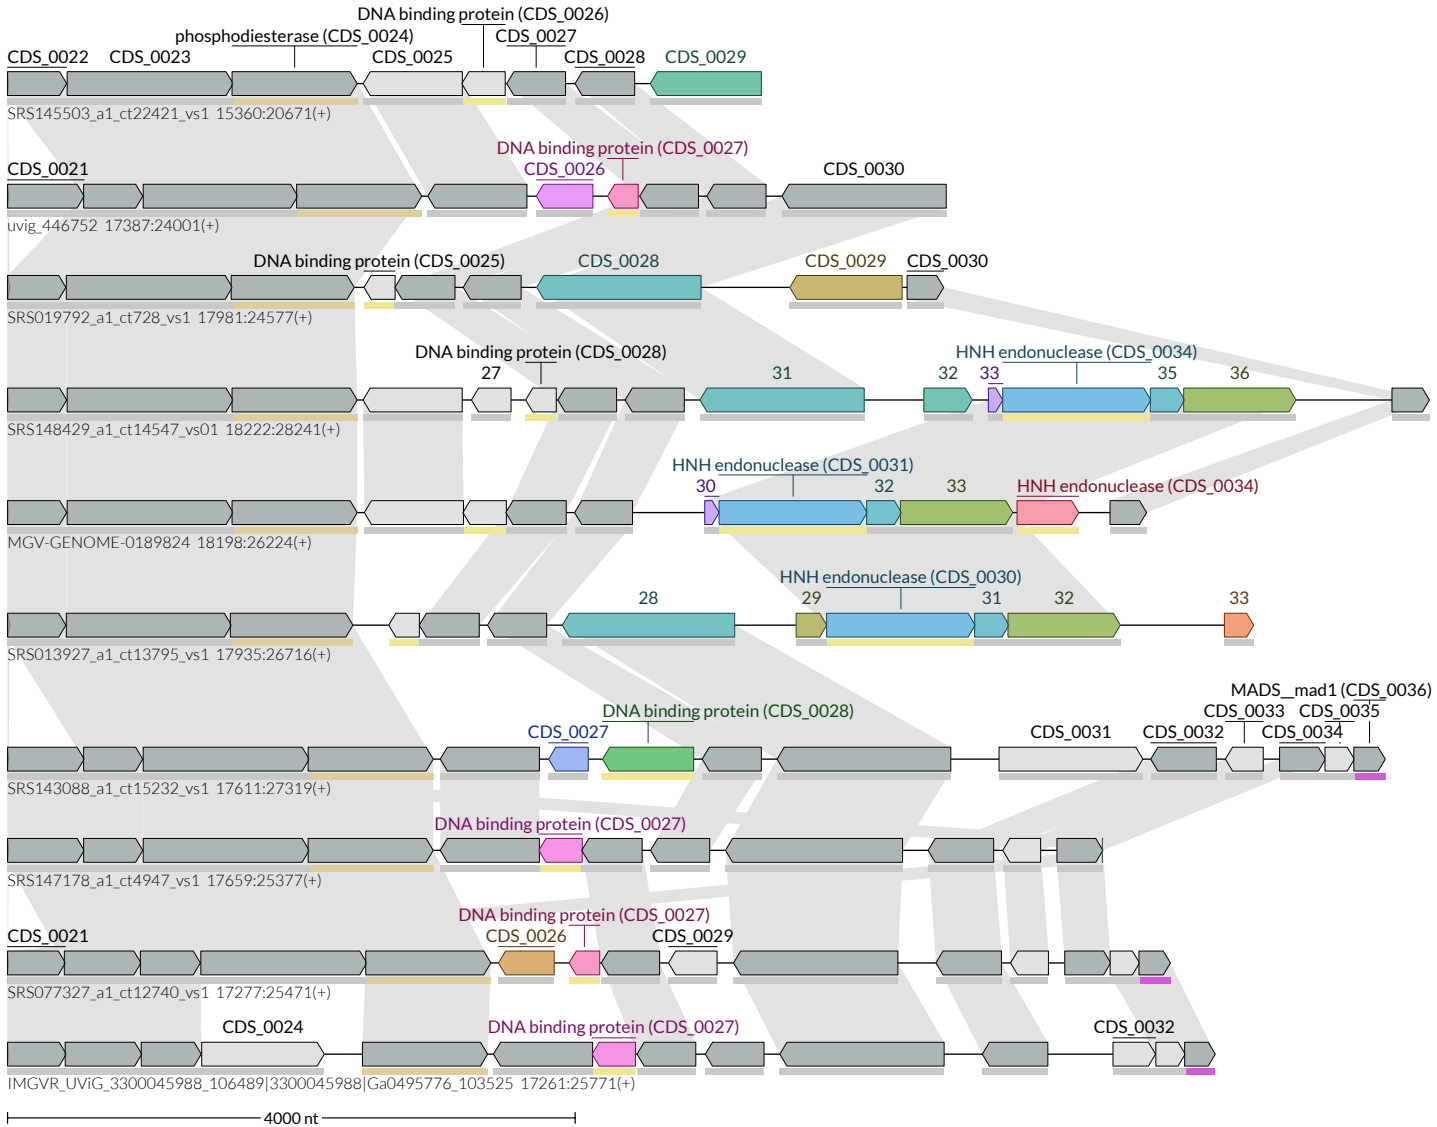 DNA binding protein (CDS_0026)
phosphodiesterase (CDS_0024) CDS_0027
CDS_0022 CDS_0023 CDS_0025 CDS_0028 CDS_0029
SRS145503_a1_ct22421_vs1 15360:20671(+)
DNA binding protein (CDS_0027)
CDS_0021 CDS_0026 CDS_0030
uvig_446752 17387:24001(+)
DNA binding protein (CDS_0025) CDS_0028 CDS_0029 CDS_0030
SRS019792_a1_ct728_vs1 17981:24577(+)
DNA binding protein (CDS_0028) HNH endonuclease (CDS_0034)
27 31 32 33 35 36
SRS148429_a1_ct14547_vs01 18222:28241(+)
HNH endonuclease (CDS_0031)
30 32 33 HNH endonuclease (CDS_0034)
MGV-GENOME-0189824 18198:26224(+)
HNH endonuclease (CDS_0030)
28 29 31 32 33
SRS013927_a1_ct13795_vs1 17935:26716(+)
MADS__mad1 (CDS_0036)
DNA binding protein (CDS_0028) CDS_0033 CDS_0035
CDS_0027 CDS_0031 CDS_0032 CDS_0034
SRS143088_a1_ct15232_vs1 17611:27319(+)
DNA binding protein (CDS_0027)
SRS147178_a1_ct4947_vs1 17659:25377(+)
DNA binding protein (CDS_0027)
CDS_0021 CDS_0026 CDS_0029
SRS077327_a1_ct12740_vs1 17277:25471(+)
CDS_0024 DNA binding protein (CDS_0027) CDS_0032
IMGVR_UViG_3300045988_106489|3300045988|Ga0495776_103525 17261:25771(+)
4000 nt